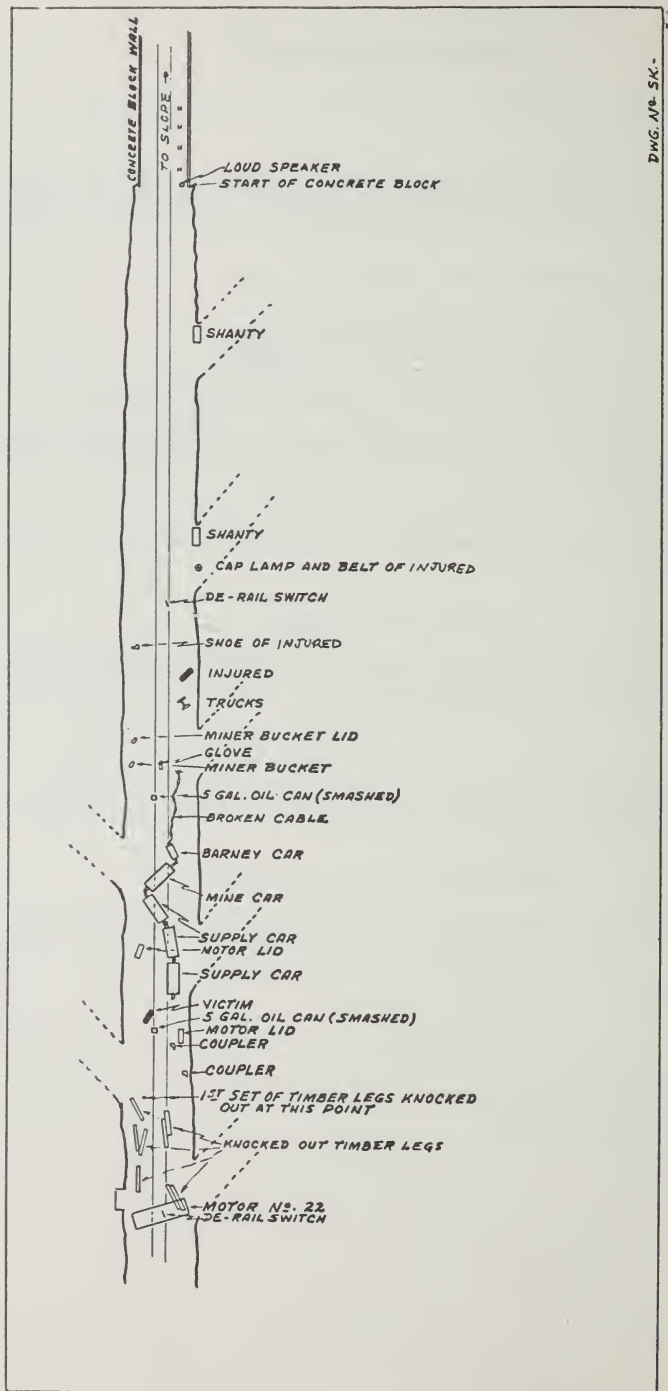 DWG. Nº SK.-
CONCRETE BLOCK WALL
TO SLOPE →
LOUD SPEAKER
START OF CONCRETE BLOCK
SHANTY
SHANTY
CAP LAMP AND BELT OF INJURED
DE-RAIL SWITCH
SHOE OF INJURED
INJURED
TRUCKS
MINER BUCKET LID
GLOVE
MINER BUCKET
5 GAL. OIL CAN (SMASHED)
BROKEN CABLE
BARNEY CAR
MINE CAR
SUPPLY CAR
MOTOR LID
SUPPLY CAR
VICTIM
5 GAL. OIL CAN (SMASHED)
MOTOR LID
COUPLER
COUPLER
1ST SET OF TIMBER LEGS KNOCKED
OUT AT THIS POINT
KNOCKED OUT TIMBER LEGS
MOTOR Nº. 22
DE-RAIL SWITCH